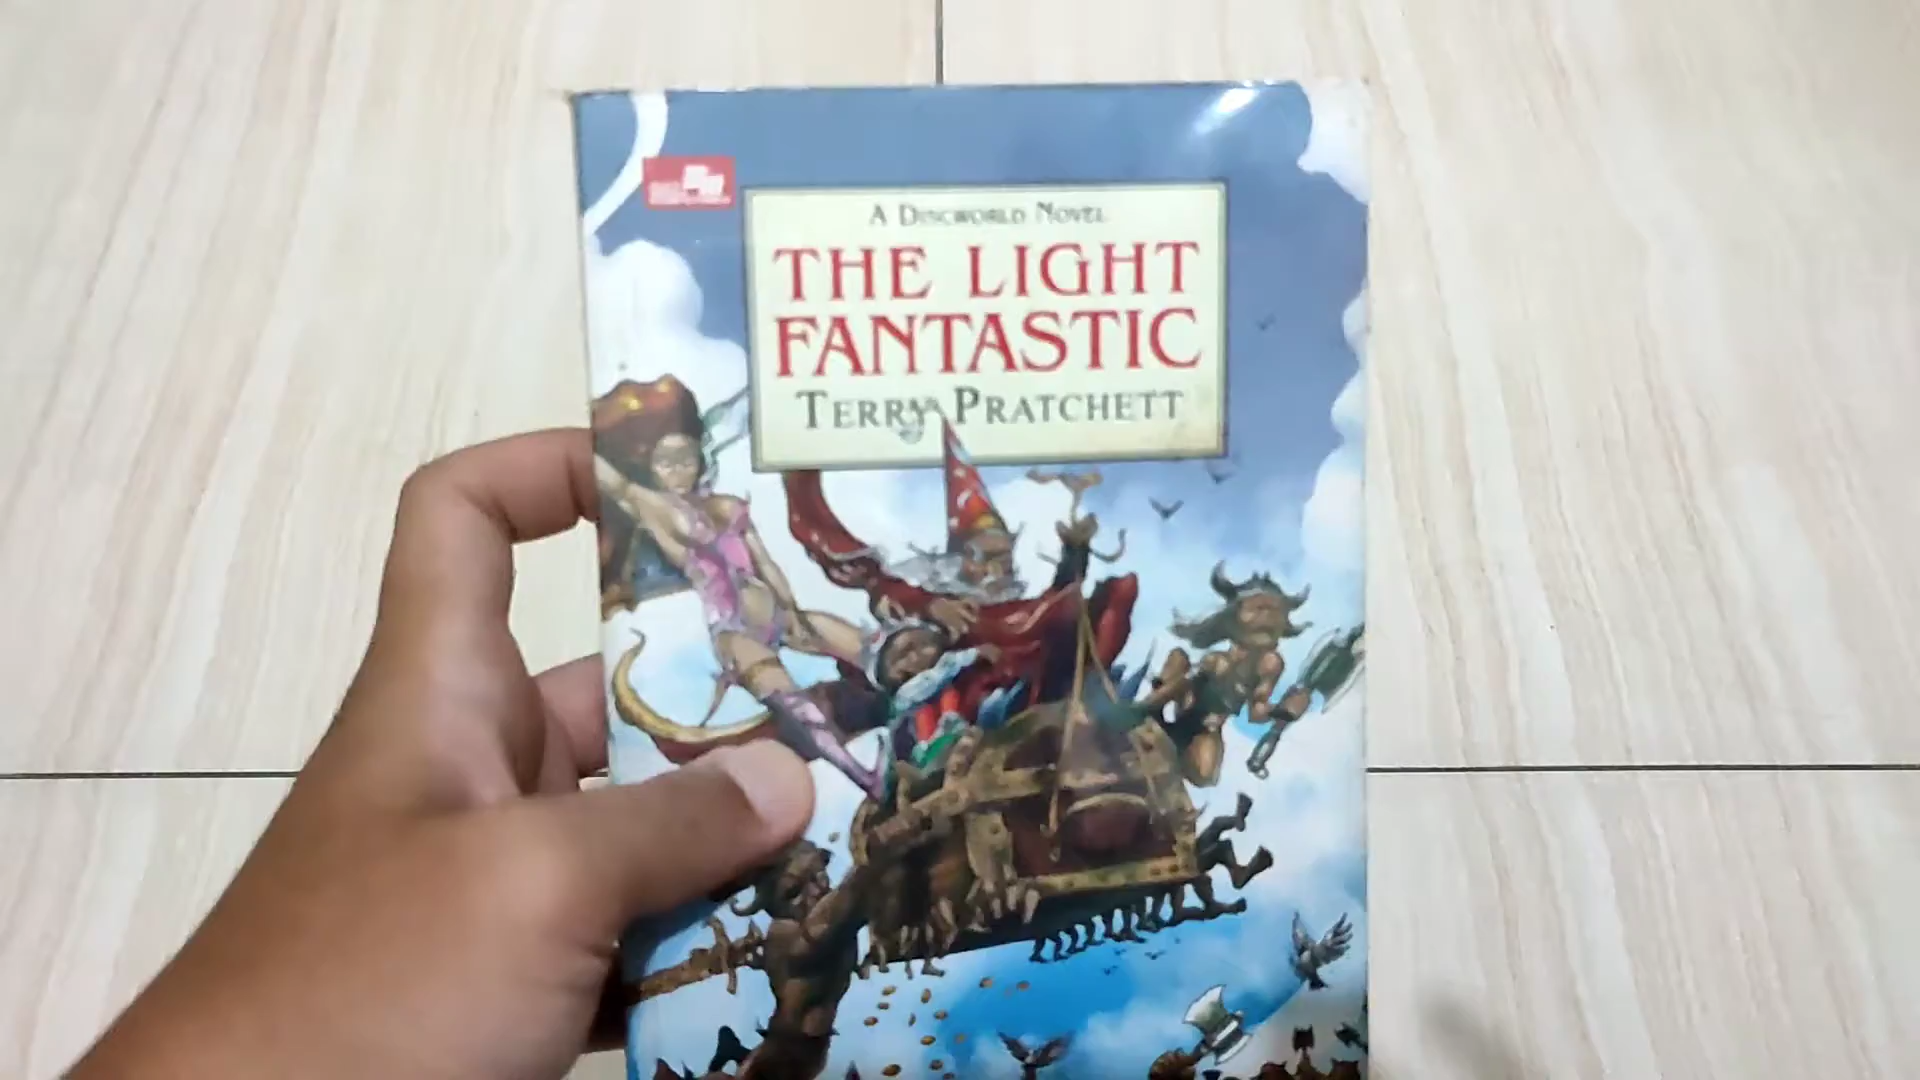 A DISCWORLD NOVEL
THE LIGHT
FANTASTIC
TERRY PRATCHETT